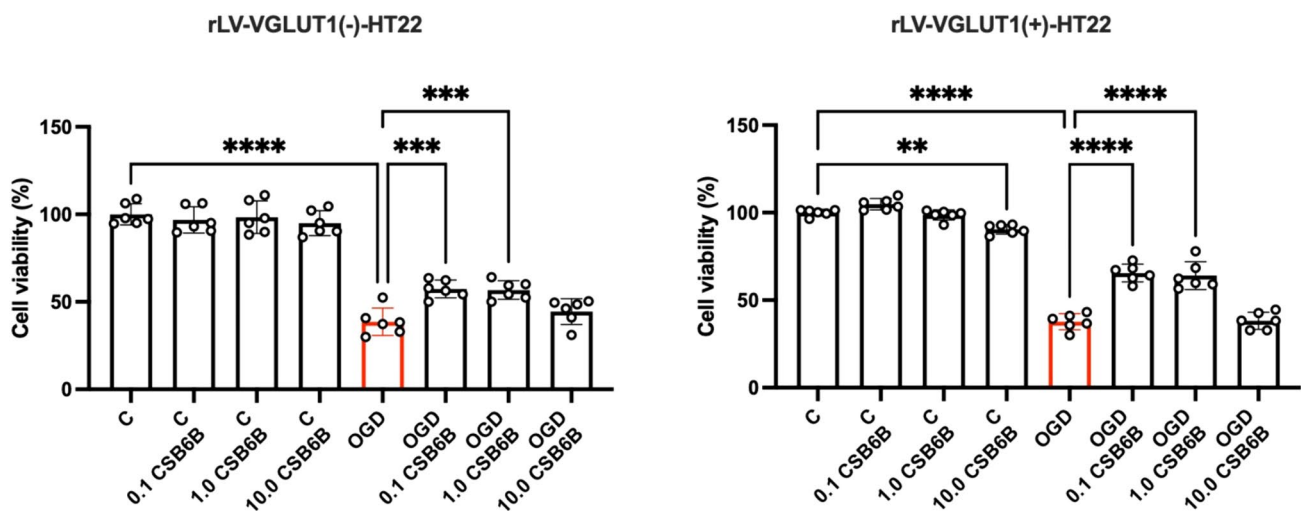 rLV-VGLUT1(-)-HT22
Cell viability (%)
150
100
50
0
****
***
***
C
C
0.1 CSB6B
C
1.0 CSB6B
C
10.0 CSB6B
OGD
OGD
0.1 CSB6B
OGD
1.0 CSB6B
OGD
10.0 CSB6B
rLV-VGLUT1(+)-HT22
Cell viability (%)
150
100
50
0
****
**
****
****
C
C
0.1 CSB6B
C
1.0 CSB6B
C
10.0 CSB6B
OGD
OGD
0.1 CSB6B
OGD
1.0 CSB6B
OGD
10.0 CSB6B